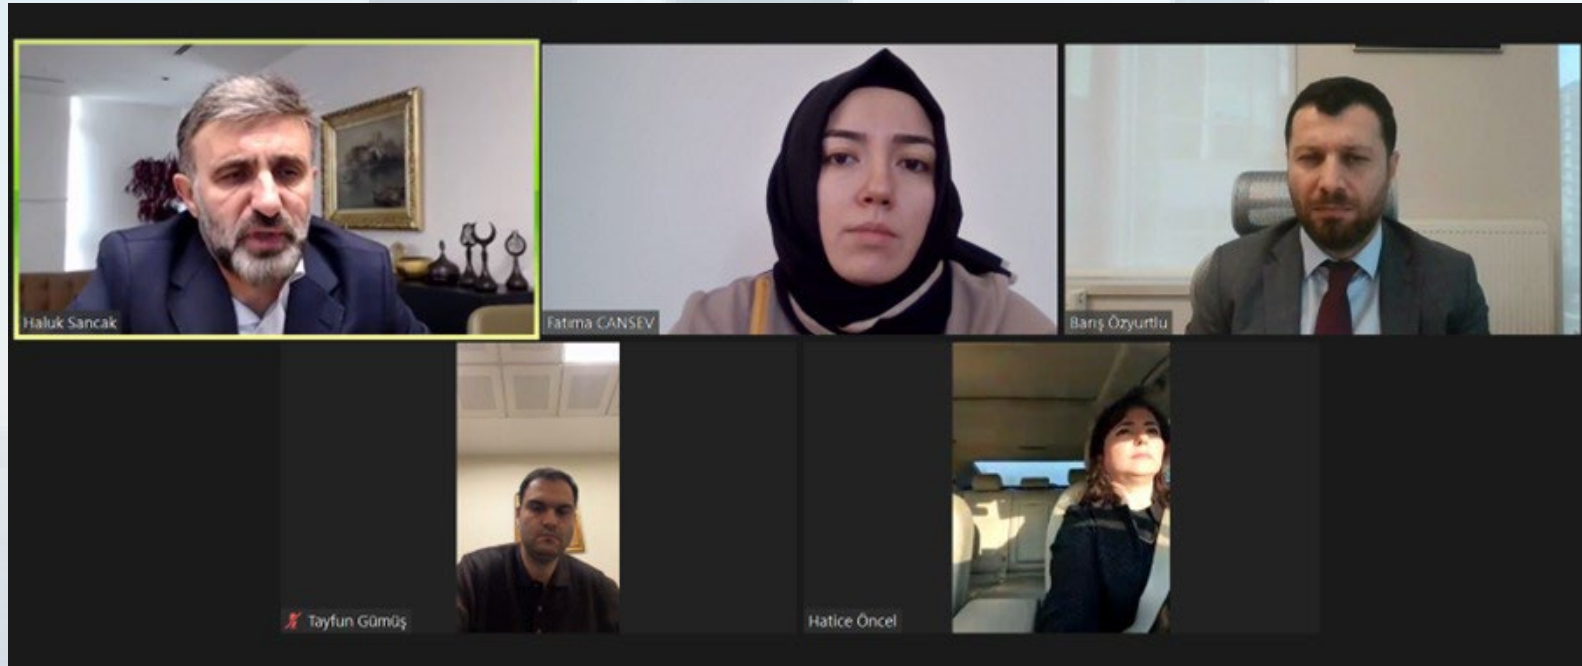 Haluk Sancak
Fatıma CANSEV
Barış Özyurtlu
Tayfun Gümüş
Hatice Öncel